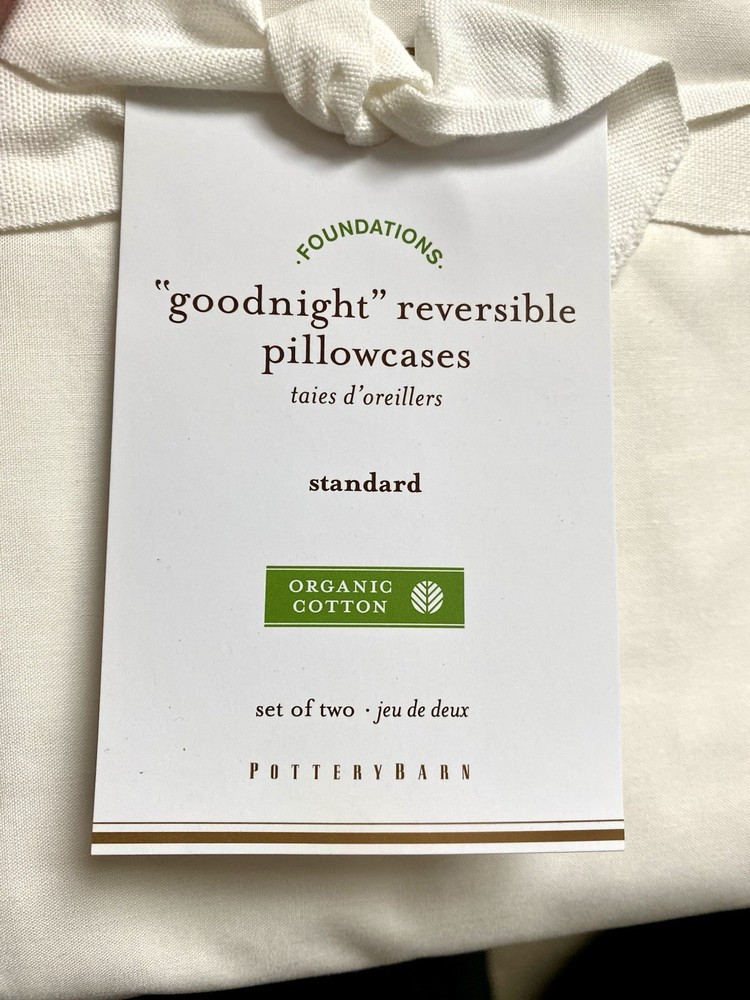 ·FOUNDATIONS·
“goodnight” reversible
pillowcases
taies d’oreillers
standard
ORGANIC
COTTON
set of two · jeu de deux
POTTERYBARN